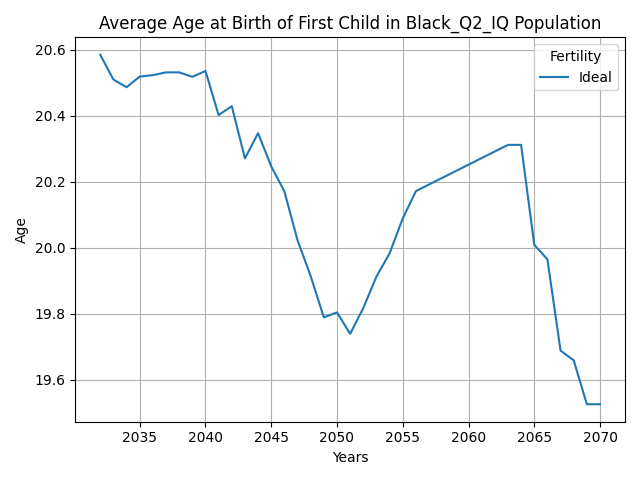 Average Age at Birth of First Child in Black_Q2_IQ Population
Fertility
Ideal
Age
20.6
20.4
20.2
20.0
19.8
19.6
2035 2040 2045 2050 2055 2060 2065 2070
Years